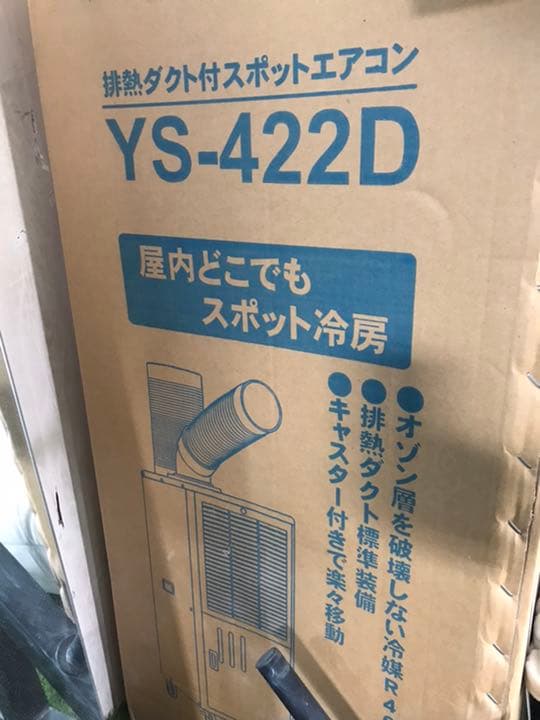 排熱ダクト付スポットエアコン
YS-422D
屋内どこでも
スポット冷房
●オゾン層を破壊しない冷媒R4
●排熱ダクト標準装備
●キャスター付きで楽々移動